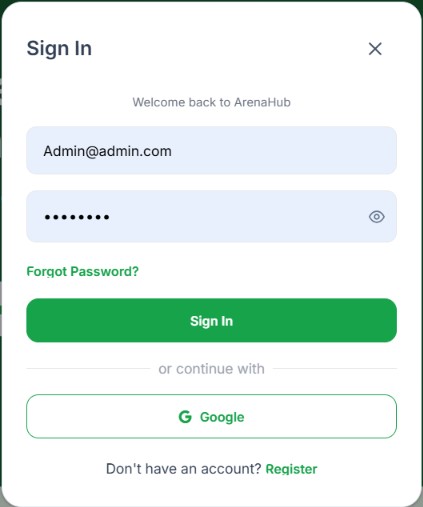 Sign In
Welcome back to ArenaHub
Admin@admin.com
••••••••
Forgot Password?
Sign In
or continue with
G Google
Don't have an account? Register